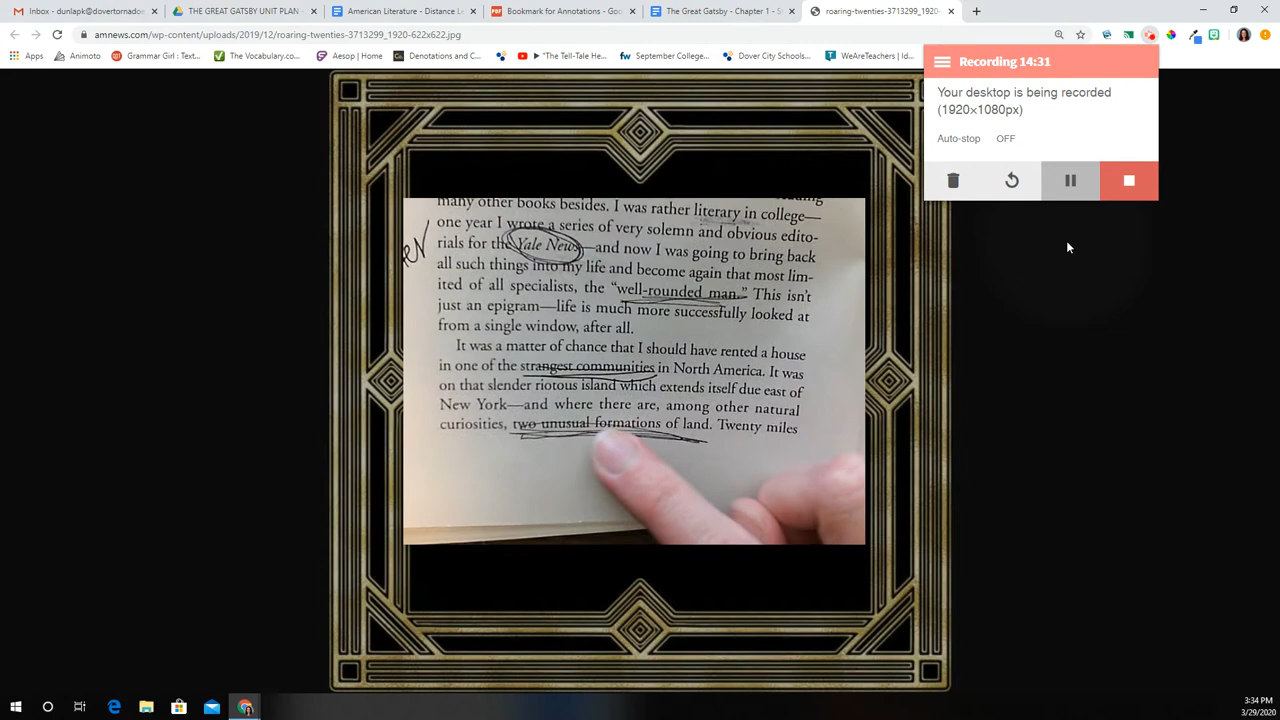 Inbox - dunlapk@dovertornadoe
THE GREAT GATSBY UNIT PLAN -
American Literature - Distance L
Bookmark for Annotations - Goo
The Great Gatsby - Chapter 1 - S
roaring-twenties-3713299_1920-
amnews.com/wp-content/uploads/2019/12/roaring-twenties-3713299_1920-622x622.jpg
Apps
Animoto
Grammar Girl : Text...
The Vocabulary.co...
Aesop | Home
Denotations and C...
"The Tell-Tale He...
September College...
Dover City Schools...
WeAreTeachers | Id...
Recording 14:31
Your desktop is being recorded
(1920×1080px)
Auto-stop OFF
many other books besides. I was rather literary in college—
one year I wrote a series of very solemn and obvious edito-
rials for the Yale News—and now I was going to bring back
all such things into my life and become again that most lim-
ited of all specialists, the “well-rounded man.” This isn’t
just an epigram—life is much more successfully looked at
from a single window, after all.
It was a matter of chance that I should have rented a house
in one of the strangest communities in North America. It was
on that slender riotous island which extends itself due east of
New York—and where there are, among other natural
curiosities, two unusual formations of land. Twenty miles
3:34 PM
3/29/2020